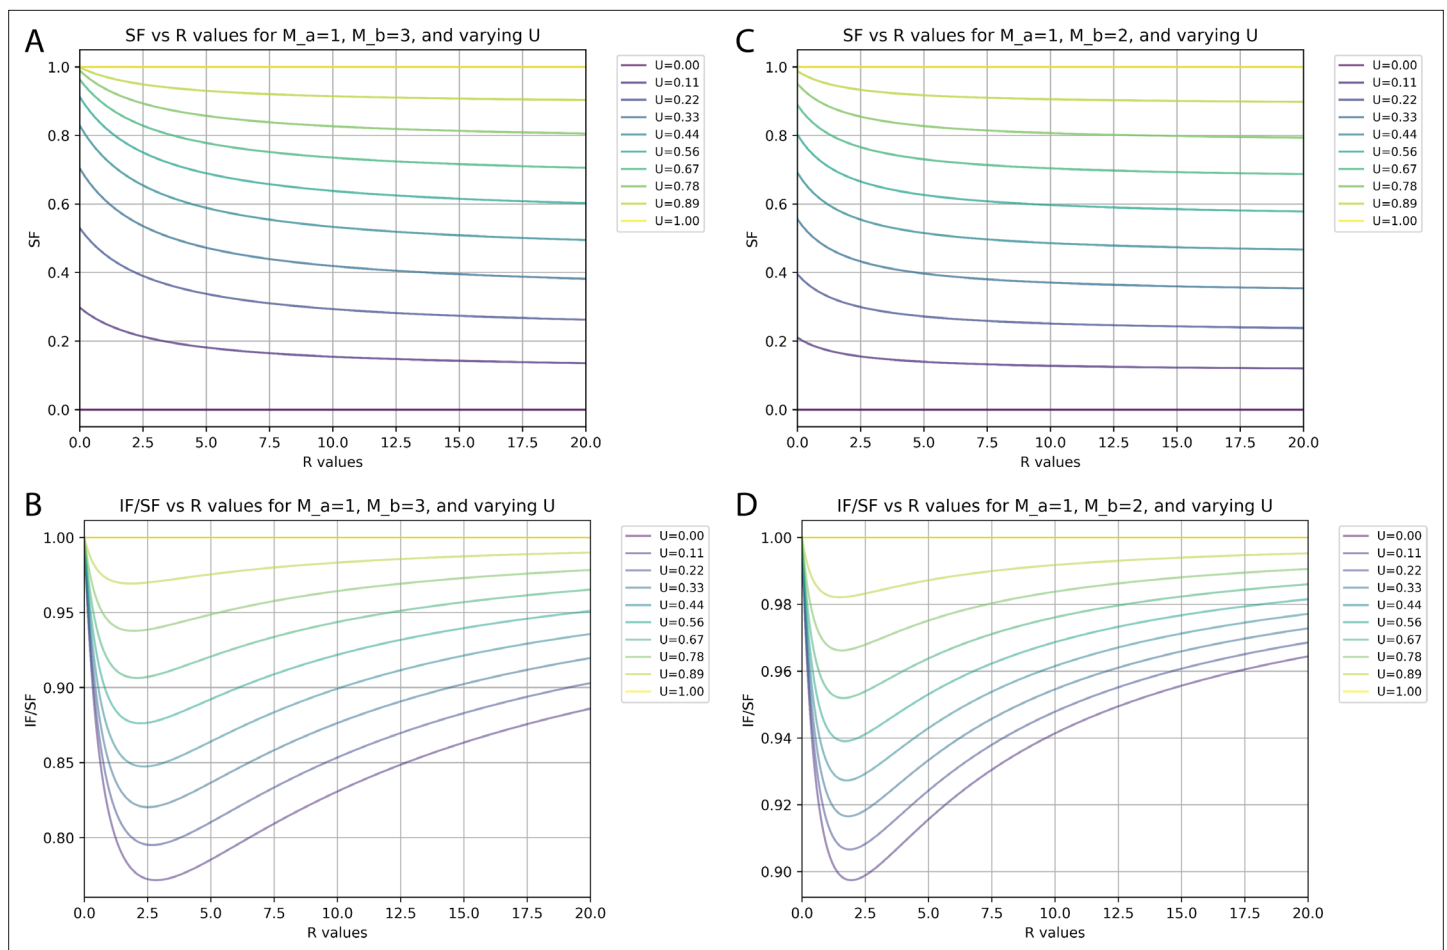 A
SF vs R values for M_a=1, M_b=3, and varying U
1.0
0.8
0.6
0.4
0.2
0.0
SF
0.0 2.5 5.0 7.5 10.0 12.5 15.0 17.5 20.0
R values
U=0.00
U=0.11
U=0.22
U=0.33
U=0.44
U=0.56
U=0.67
U=0.78
U=0.89
U=1.00
C
SF vs R values for M_a=1, M_b=2, and varying U
1.0
0.8
0.6
0.4
0.2
0.0
SF
0.0 2.5 5.0 7.5 10.0 12.5 15.0 17.5 20.0
R values
U=0.00
U=0.11
U=0.22
U=0.33
U=0.44
U=0.56
U=0.67
U=0.78
U=0.89
U=1.00
B
IF/SF vs R values for M_a=1, M_b=3, and varying U
1.00
0.95
0.90
0.85
0.80
IF/SF
0.0 2.5 5.0 7.5 10.0 12.5 15.0 17.5 20.0
R values
U=0.00
U=0.11
U=0.22
U=0.33
U=0.44
U=0.56
U=0.67
U=0.78
U=0.89
U=1.00
D
IF/SF vs R values for M_a=1, M_b=2, and varying U
1.00
0.98
0.96
0.94
0.92
0.90
IF/SF
0.0 2.5 5.0 7.5 10.0 12.5 15.0 17.5 20.0
R values
U=0.00
U=0.11
U=0.22
U=0.33
U=0.44
U=0.56
U=0.67
U=0.78
U=0.89
U=1.00